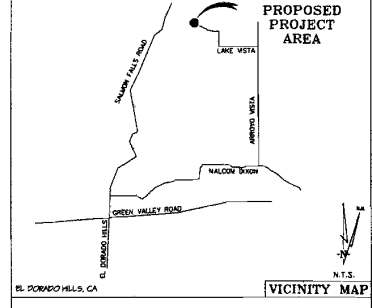 PROPOSED
PROJECT
AREA
LAKE VISTA
SALMON FALLS ROAD
ARROYO VISTA
MALCOM DIXON
GREEN VALLEY ROAD
EL DORADO HILLS
-N-
N.T.S.
EL DORADO HILLS, CA
VICINITY MAP